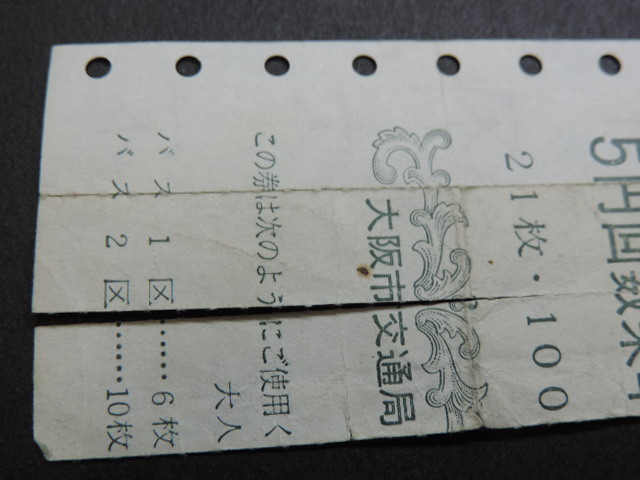 5円回数券
21枚・100
大阪市交通局
この券は次のようにご使用く
大人
バス 1 区……6枚
バス 2 区……10枚